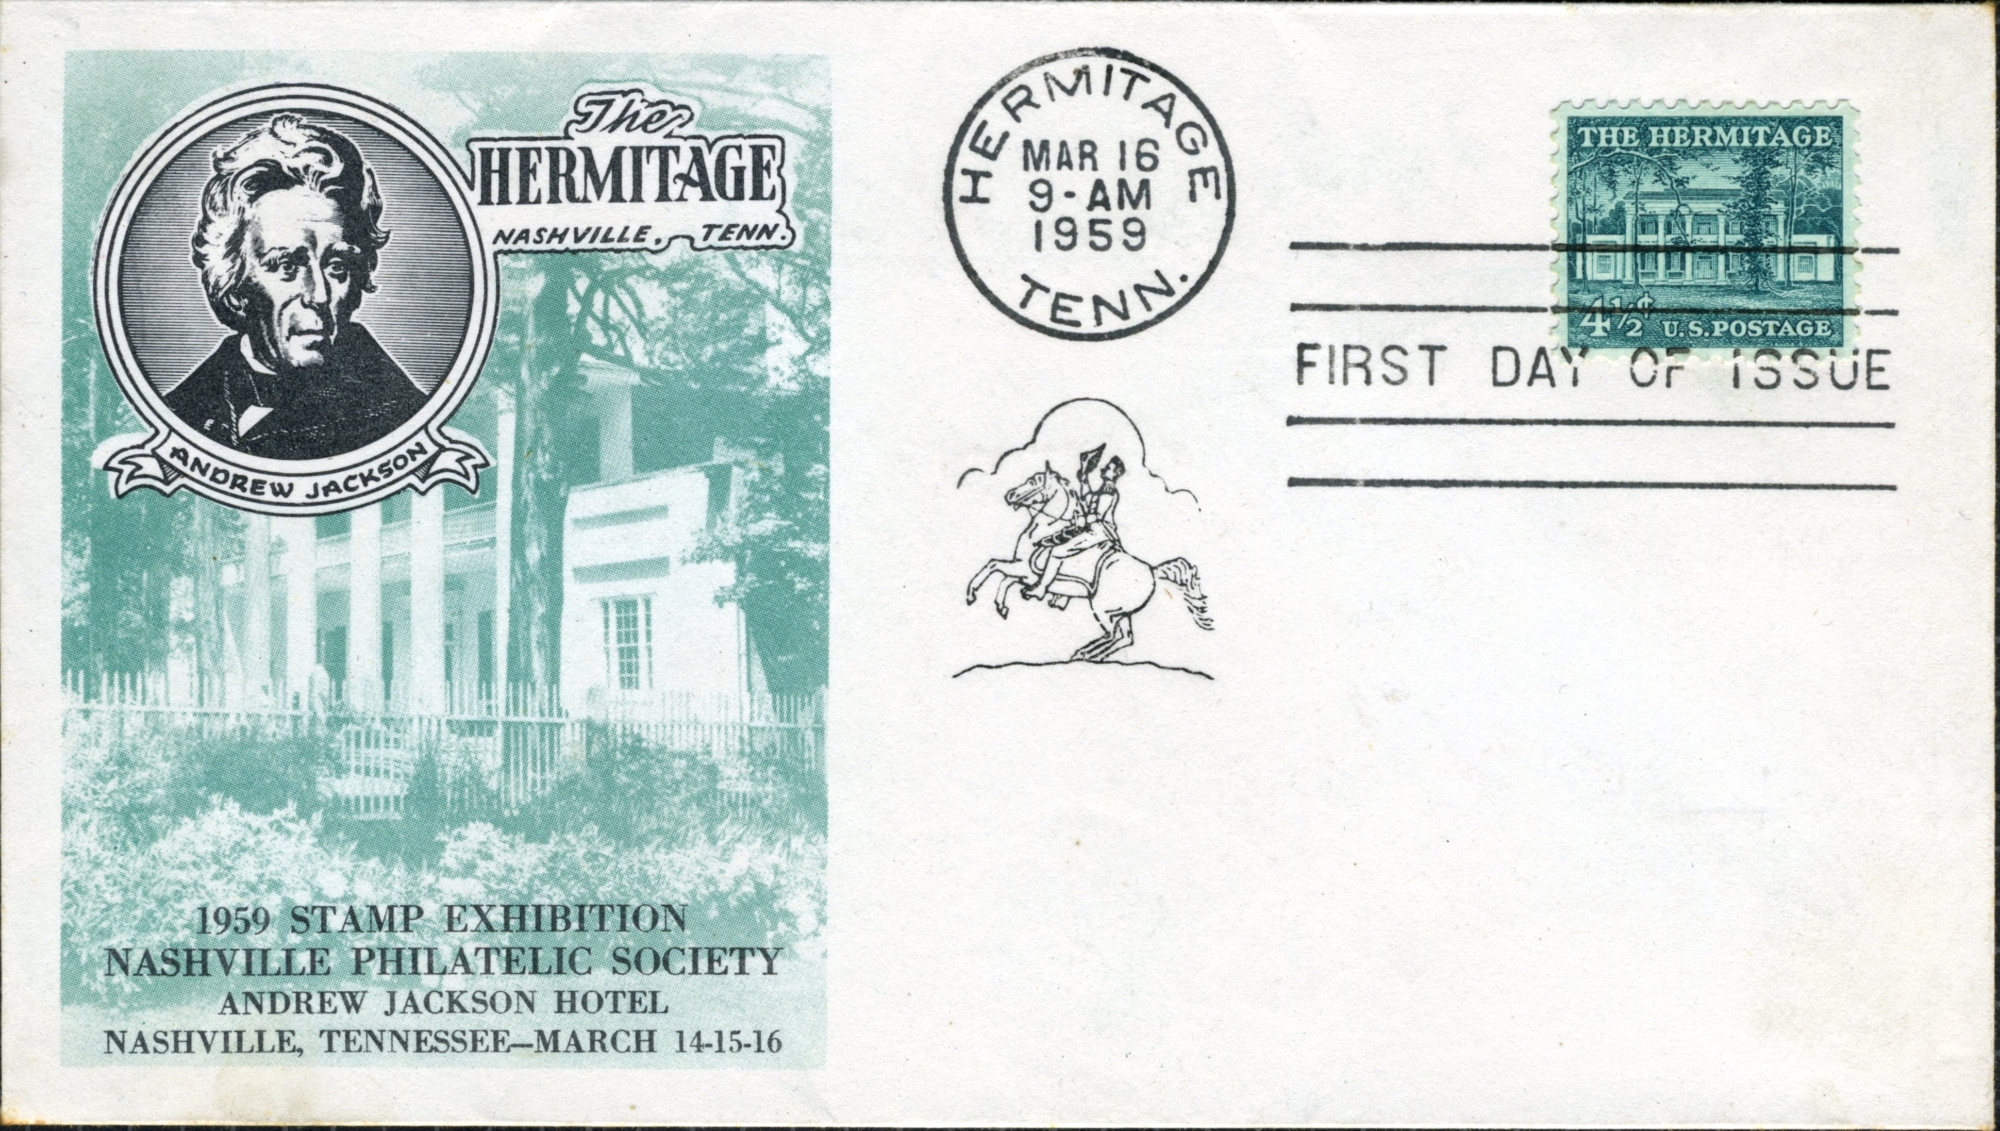 The
HERMITAGE
NASHVILLE, TENN.
ANDREW JACKSON
1959 STAMP EXHIBITION
NASHVILLE PHILATELIC SOCIETY
ANDREW JACKSON HOTEL
NASHVILLE, TENNESSEE—MARCH 14-15-16
HERMITAGE
MAR 16
9-AM
1959
TENN.
THE HERMITAGE
4½¢ U.S. POSTAGE
FIRST DAY OF ISSUE